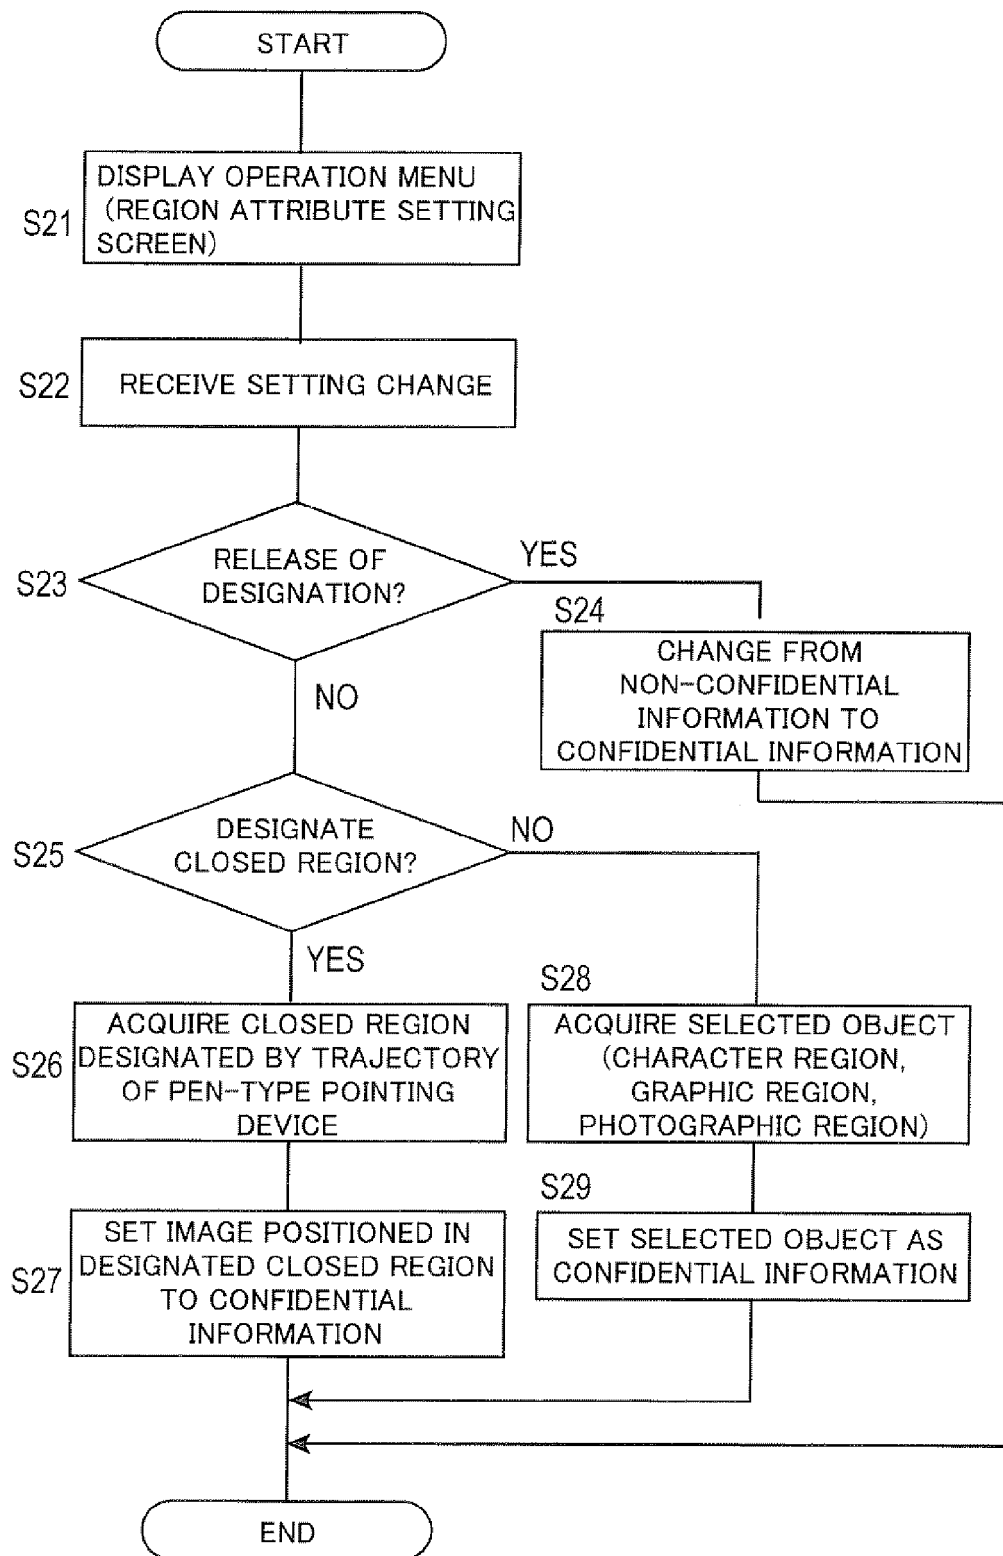 START
S21
DISPLAY OPERATION MENU
(REGION ATTRIBUTE SETTING
SCREEN)
S22
RECEIVE SETTING CHANGE
S23
RELEASE OF
DESIGNATION?
YES
NO
S24
CHANGE FROM
NON-CONFIDENTIAL
INFORMATION TO
CONFIDENTIAL INFORMATION
S25
DESIGNATE
CLOSED REGION?
NO
YES
S26
ACQUIRE CLOSED REGION
DESIGNATED BY TRAJECTORY
OF PEN-TYPE POINTING
DEVICE
S28
ACQUIRE SELECTED OBJECT
(CHARACTER REGION,
GRAPHIC REGION,
PHOTOGRAPHIC REGION)
S27
SET IMAGE POSITIONED IN
DESIGNATED CLOSED REGION
TO CONFIDENTIAL
INFORMATION
S29
SET SELECTED OBJECT AS
CONFIDENTIAL INFORMATION
END